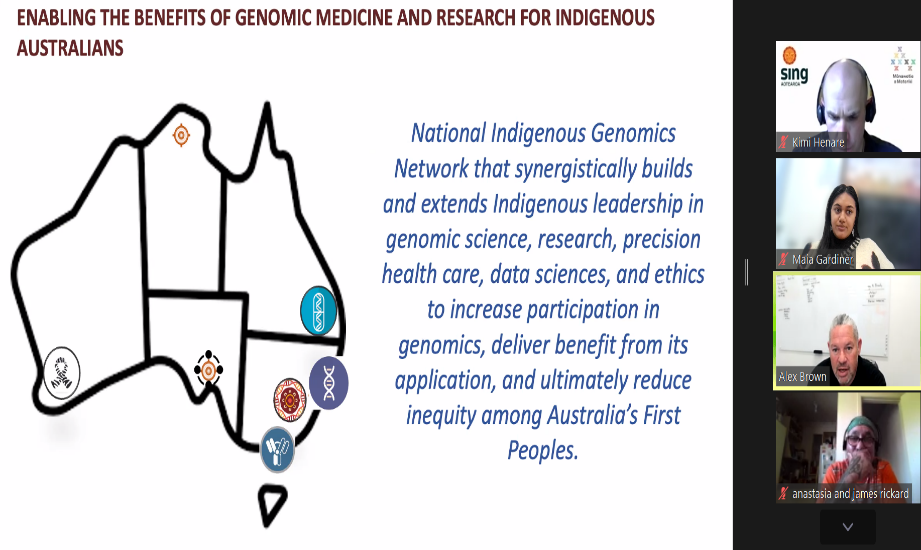 ENABLING THE BENEFITS OF GENOMIC MEDICINE AND RESEARCH FOR INDIGENOUS
AUSTRALIANS
National Indigenous Genomics
Network that synergistically builds
and extends Indigenous leadership in
genomic science, research, precision
health care, data sciences, and ethics
to increase participation in
genomics, deliver benefit from its
application, and ultimately reduce
inequity among Australia's First
Peoples.
sing
AOTEAROA
Kimi Henare
Maia Gardiner
Alex Brown
anastasia and james rickard